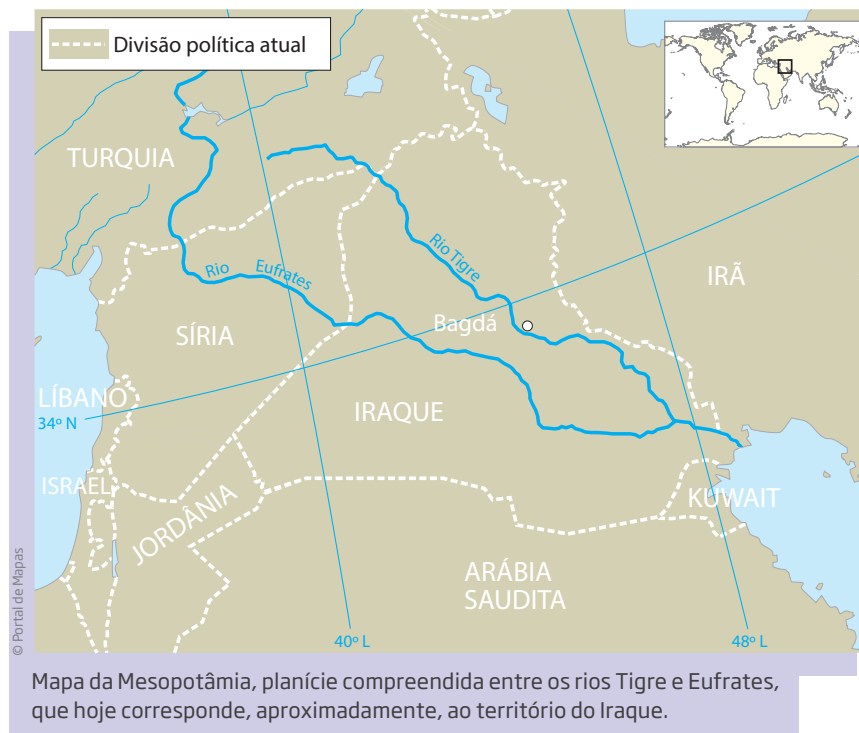 Divisão política atual
TURQUIA
Rio Tigre
Rio Eufrates
IRÃ
Bagdá
SÍRIA
LÍBANO
34º N
IRAQUE
ISRAEL
JORDÂNIA
KUWAIT
ARÁBIA
SAUDITA
40º L
48º L
© Portal de Mapas
Mapa da Mesopotâmia, planície compreendida entre os rios Tigre e Eufrates,
que hoje corresponde, aproximadamente, ao território do Iraque.